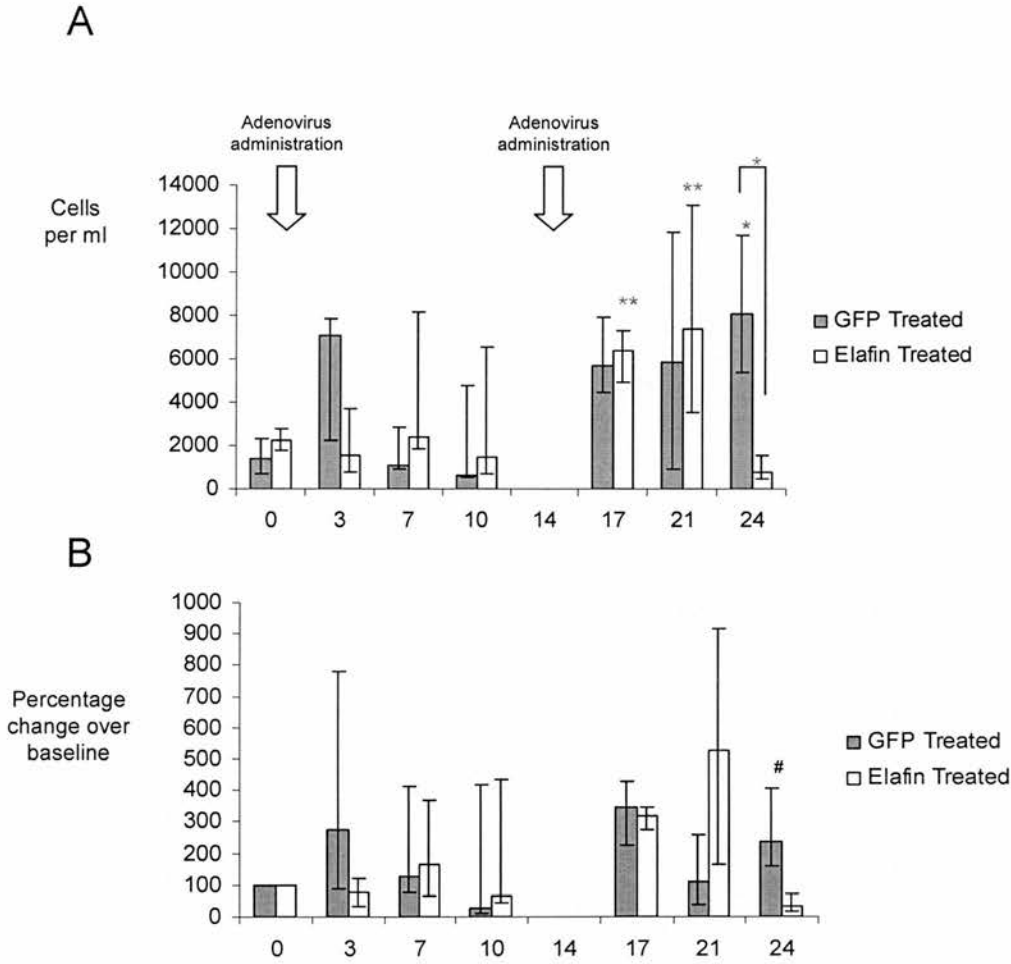 A
Adenovirus
administration
Adenovirus
administration
Cells
per ml
14000
12000
10000
8000
6000
4000
2000
0
**
**
*
*
GFP Treated
Elafin Treated
0 3 7 10 14 17 21 24
B
Percentage
change over
baseline
1000
900
800
700
600
500
400
300
200
100
0
#
GFP Treated
Elafin Treated
0 3 7 10 14 17 21 24